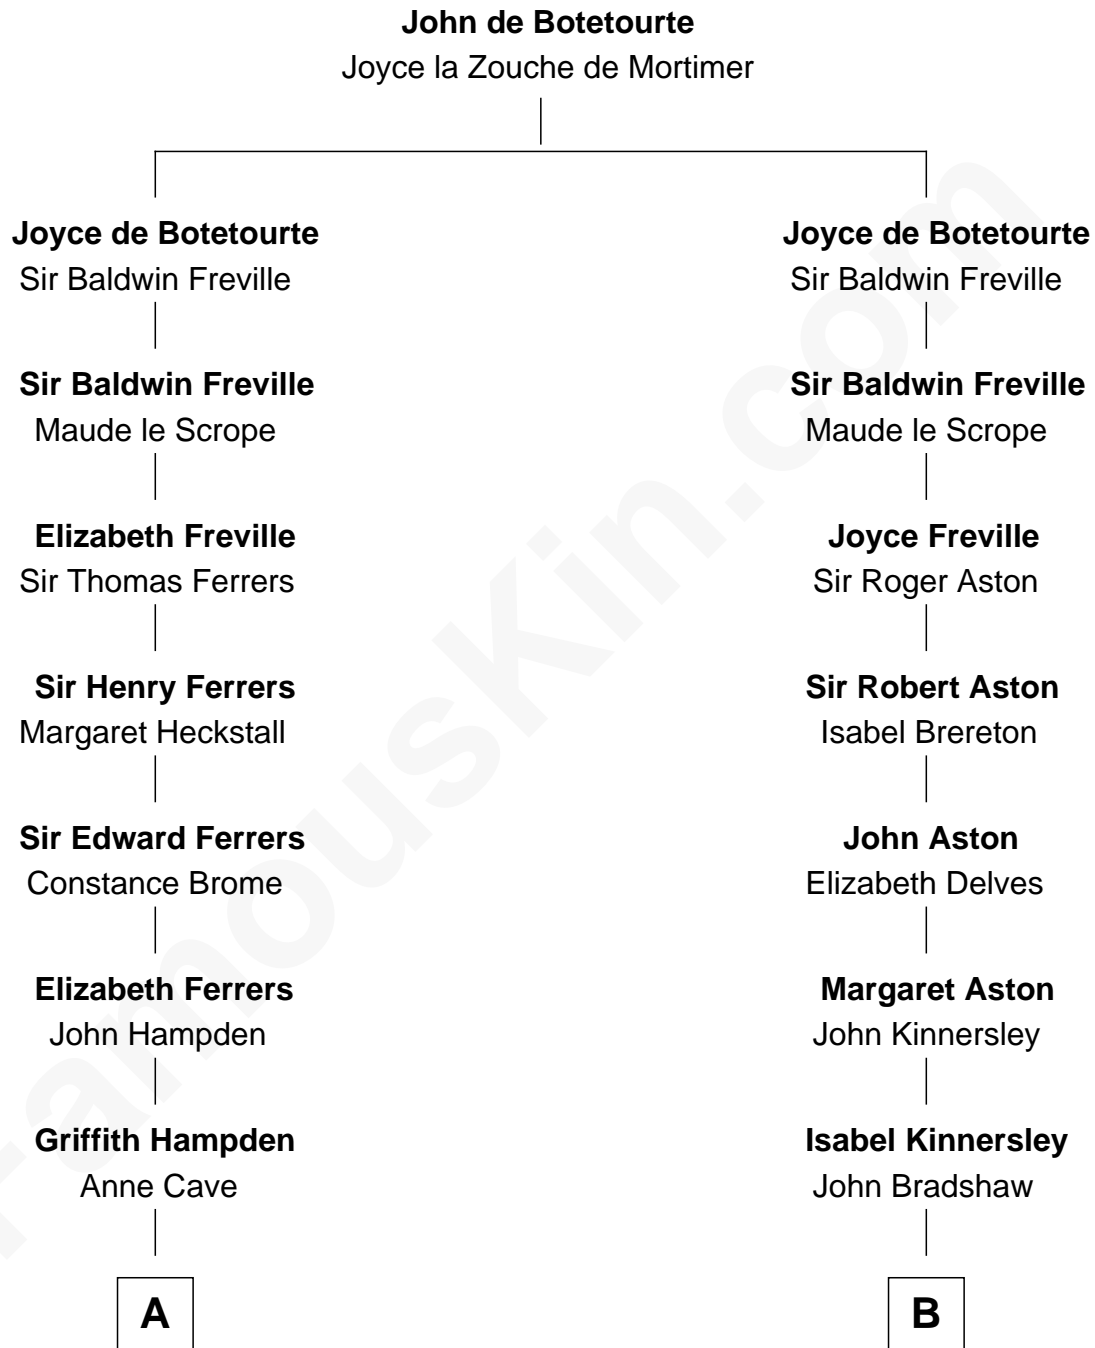 John de Botetourte
Joyce la Zouche de Mortimer
Joyce de Botetourte
Sir Baldwin Freville
Sir Baldwin Freville
Maude le Scrope
Elizabeth Freville
Sir Thomas Ferrers
Sir Henry Ferrers
Margaret Heckstall
Sir Edward Ferrers
Constance Brome
Elizabeth Ferrers
John Hampden
Griffith Hampden
Anne Cave
A
Joyce de Botetourte
Sir Baldwin Freville
Sir Baldwin Freville
Maude le Scrope
Joyce Freville
Sir Roger Aston
Sir Robert Aston
Isabel Brereton
John Aston
Elizabeth Delves
Margaret Aston
John Kinnersley
Isabel Kinnersley
John Bradshaw
B
FamousKin.com